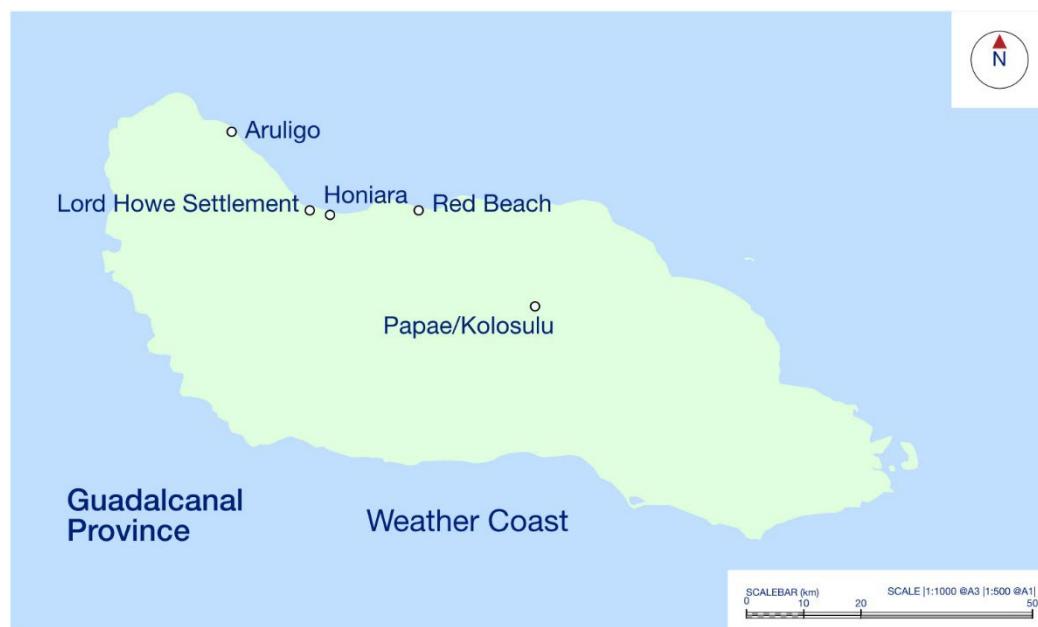 N
Aruligo
Honiara
Lord Howe Settlement
Red Beach
Papae/Kolosulu
Guadalcanal
Province
Weather Coast
SCALEBAR (km) SCALE |1:1000 @A3 |1:500 @A1|
0 10 20 50